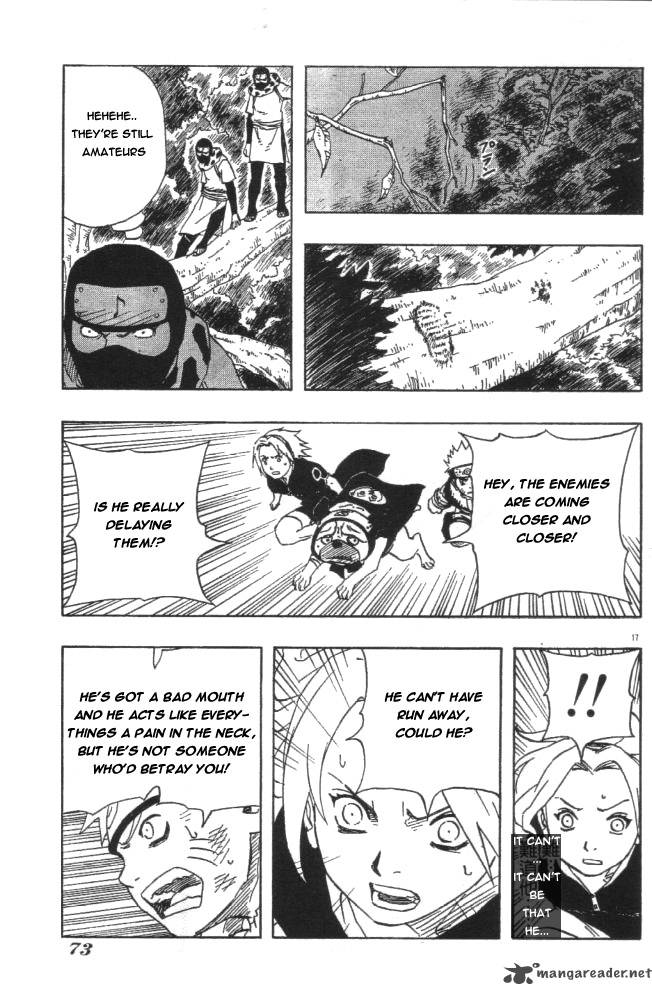 プラン
HEHEHE..
THEY'RE STILL
AMATEURS
HEY, THE ENEMIES
ARE COMING
CLOSER AND
CLOSER!
IS HE REALLY
DELAYING
THEM!?
17
!!
IT CAN'T
...
IT CAN'T
BE
THAT
HE...
HE CAN'T HAVE
RUN AWAY,
COULD HE?
HE'S GOT A BAD MOUTH
AND HE ACTS LIKE EVERY-
THINGS A PAIN IN THE NECK,
BUT HE'S NOT SOMEONE
WHO'D BETRAY YOU!
73
mangareader.net